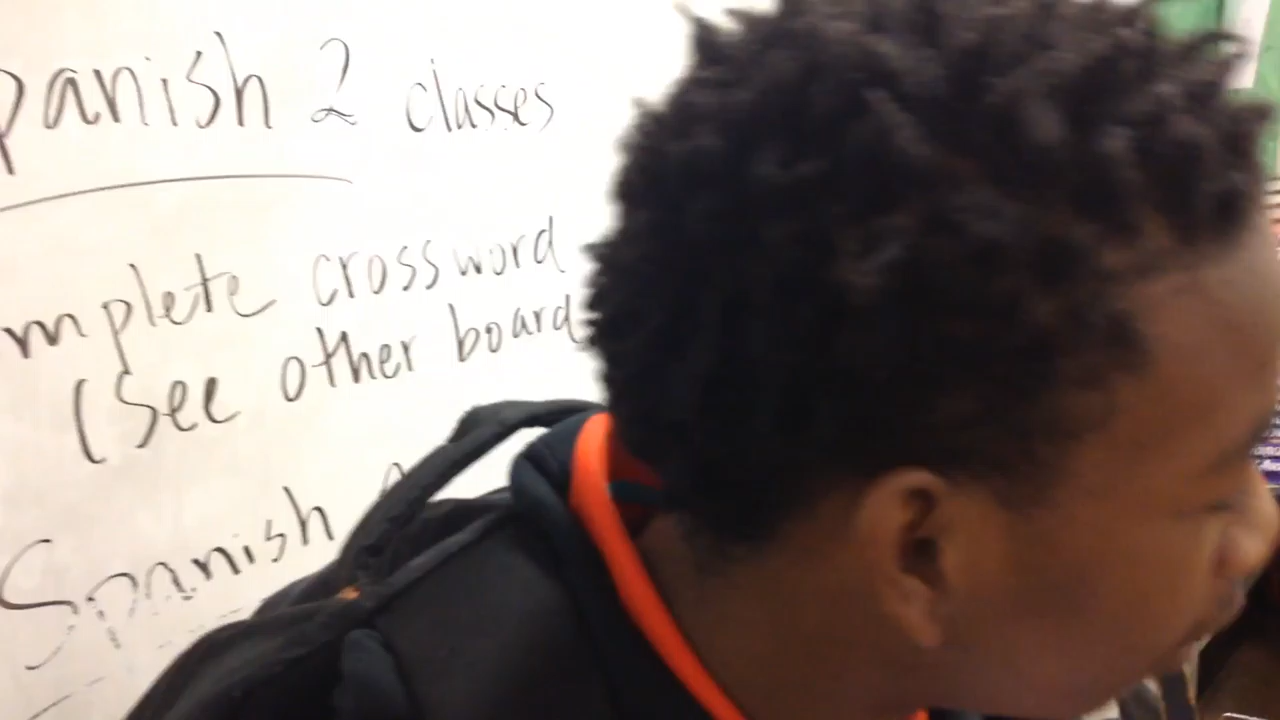 panish 2 classes
mplete crossword
(See other board
Spanish